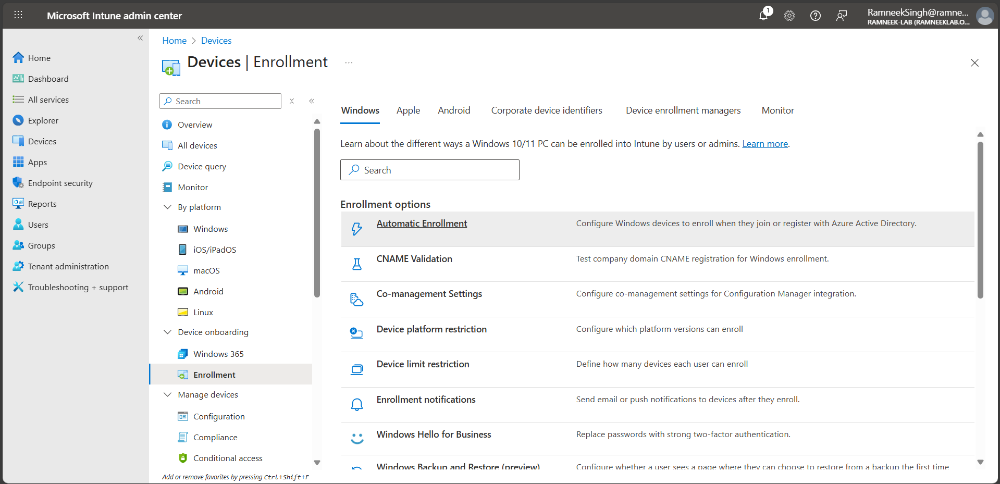 Microsoft Intune admin center
1
RamneekSingh@ramne...
RAMNEEK-LAB (RAMNEEKLAB.O...
Home
Dashboard
All services
Explorer
Devices
Apps
Endpoint security
Reports
Users
Groups
Tenant administration
Troubleshooting + support
Home > Devices
Devices | Enrollment ...
Search
Overview
All devices
Device query
Monitor
By platform
Windows
iOS/iPadOS
macOS
Android
Linux
Device onboarding
Windows 365
Enrollment
Manage devices
Configuration
Compliance
Conditional access
Add or remove favorites by pressing Ctrl+Shift+F
Windows Apple Android Corporate device identifiers Device enrollment managers Monitor
Learn about the different ways a Windows 10/11 PC can be enrolled into Intune by users or admins. Learn more.
Search
Enrollment options
Automatic Enrollment Configure Windows devices to enroll when they join or register with Azure Active Directory.
CNAME Validation Test company domain CNAME registration for Windows enrollment.
Co-management Settings Configure co-management settings for Configuration Manager integration.
Device platform restriction Configure which platform versions can enroll
Device limit restriction Define how many devices each user can enroll
Enrollment notifications Send email or push notifications to devices after they enroll.
Windows Hello for Business Replace passwords with strong two-factor authentication.
Windows Backup and Restore (preview) Configure whether a user sees a page where they can choose to restore from a backup the first time